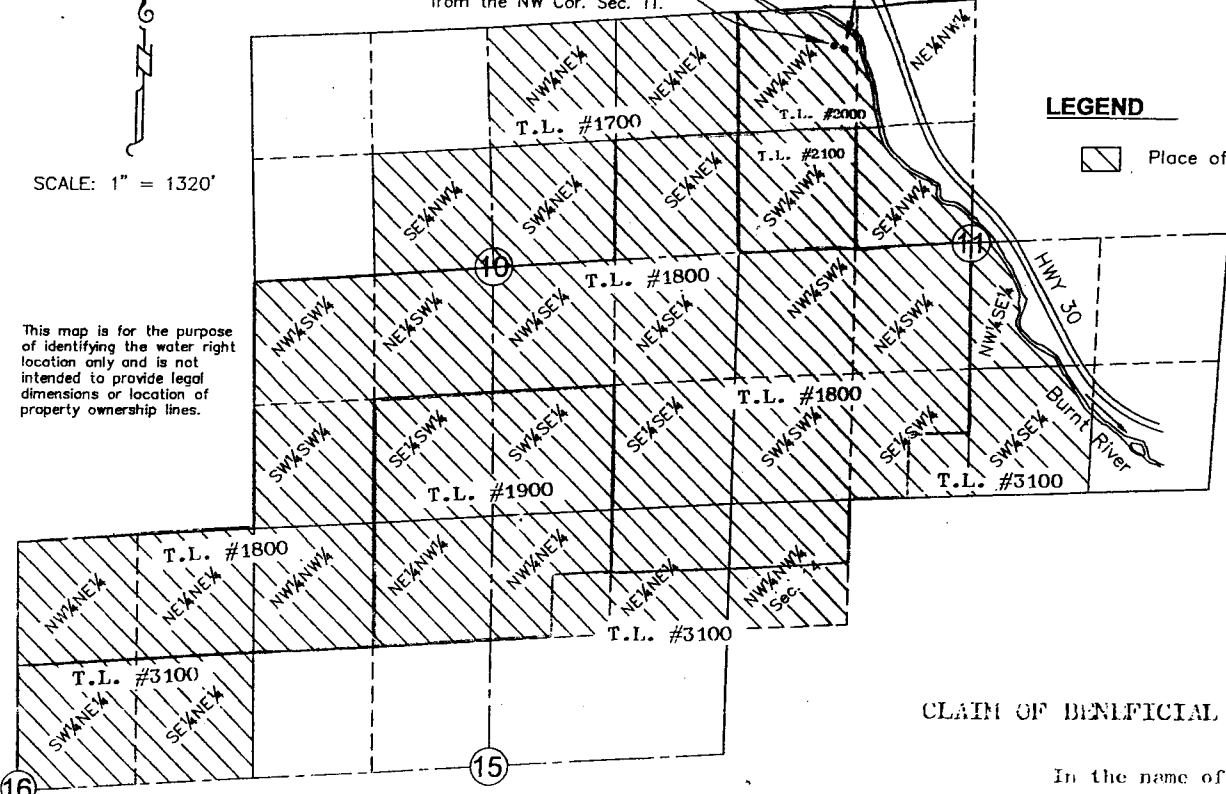 from the NW Cor. Sec. 11.
N
NW¼NE¼
NE¼NE¼
NW¼NW¼
NE¼NW¼
LEGEND
T.L. #1700
T.L. #2000
Place of
SCALE: 1" = 1320'
T.L. #2100
SE¼NW¼
SW¼NE¼
SE¼NE¼
SW¼NW¼
SE¼NW¼
10
11
T.L. #1800
HWY 30
NW¼SW¼
NE¼SW¼
NW¼SE¼
NE¼SE¼
NW¼SW¼
NE¼SW¼
NW¼SE¼
This map is for the purpose
of identifying the water right
location only and is not
intended to provide legal
dimensions or location of
property ownership lines.
T.L. #1800
Burnt River
SW¼SW¼
SE¼SW¼
SW¼SE¼
SE¼SE¼
SW¼SW¼
SE¼SW¼
SW¼SE¼
T.L. #1900
T.L. #3100
T.L. #1800
NW¼NE¼
NE¼NE¼
NW¼NW¼
NE¼NW¼
NW¼NE¼
NE¼NE¼
NW¼NW¼
Sec. 14
T.L. #3100
T.L. #3100
SW¼NE¼
SE¼NE¼
CLAIM OF BENEFICIAL
15
16
In the name of